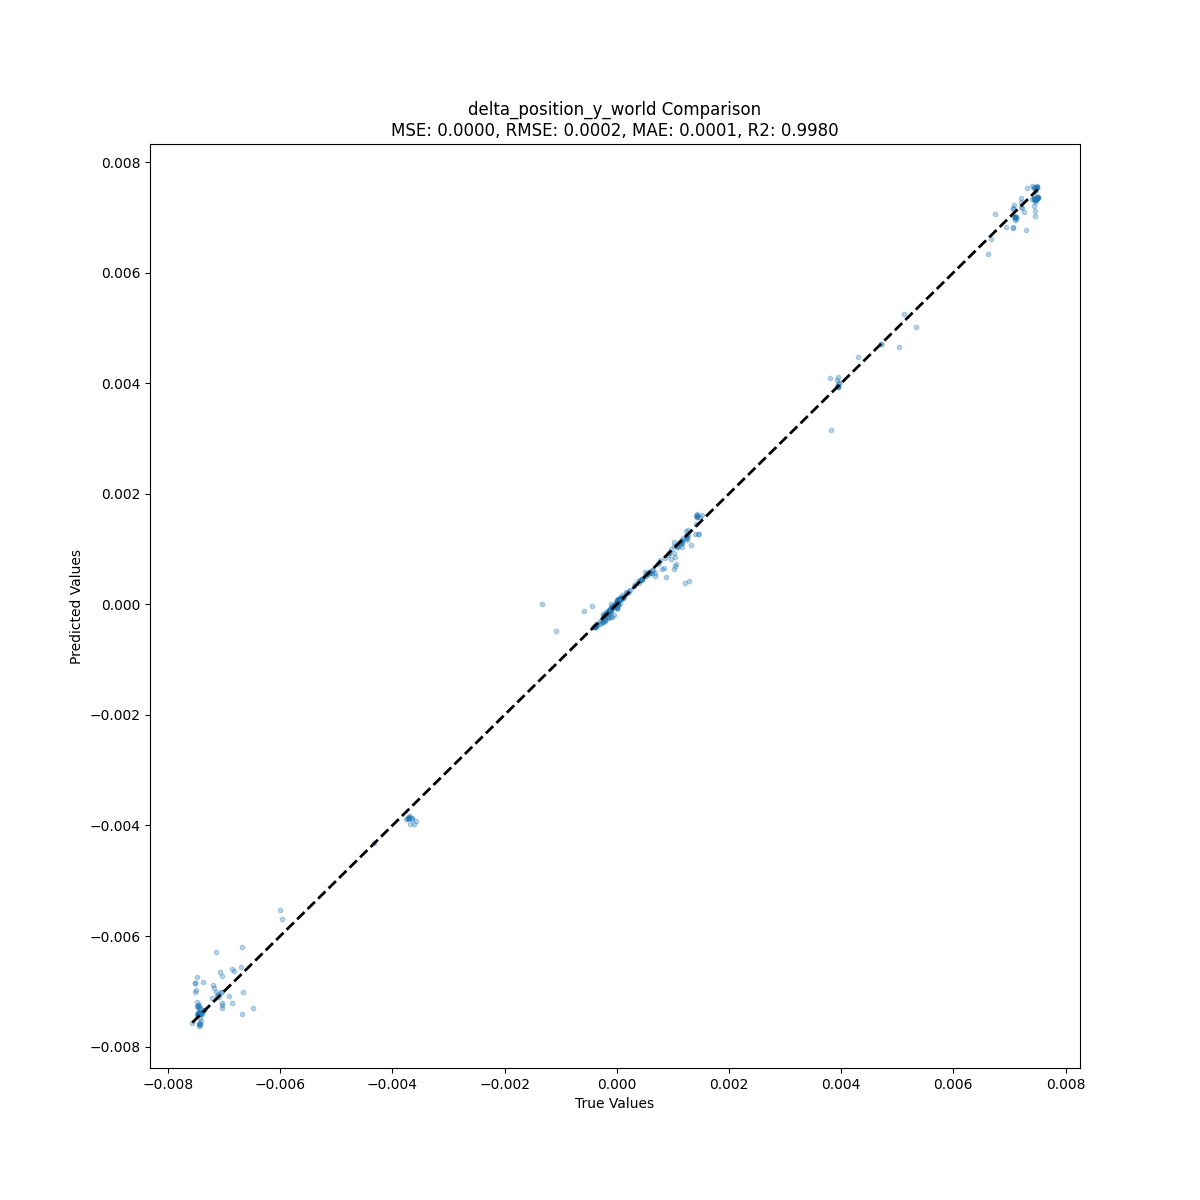 delta_position_y_world Comparison
MSE: 0.0000, RMSE: 0.0002, MAE: 0.0001, R2: 0.9980
0.008
0.006
0.004
0.002
0.000
−0.002
−0.004
−0.006
−0.008
Predicted Values
−0.008 −0.006 −0.004 −0.002 0.000 0.002 0.004 0.006 0.008
True Values